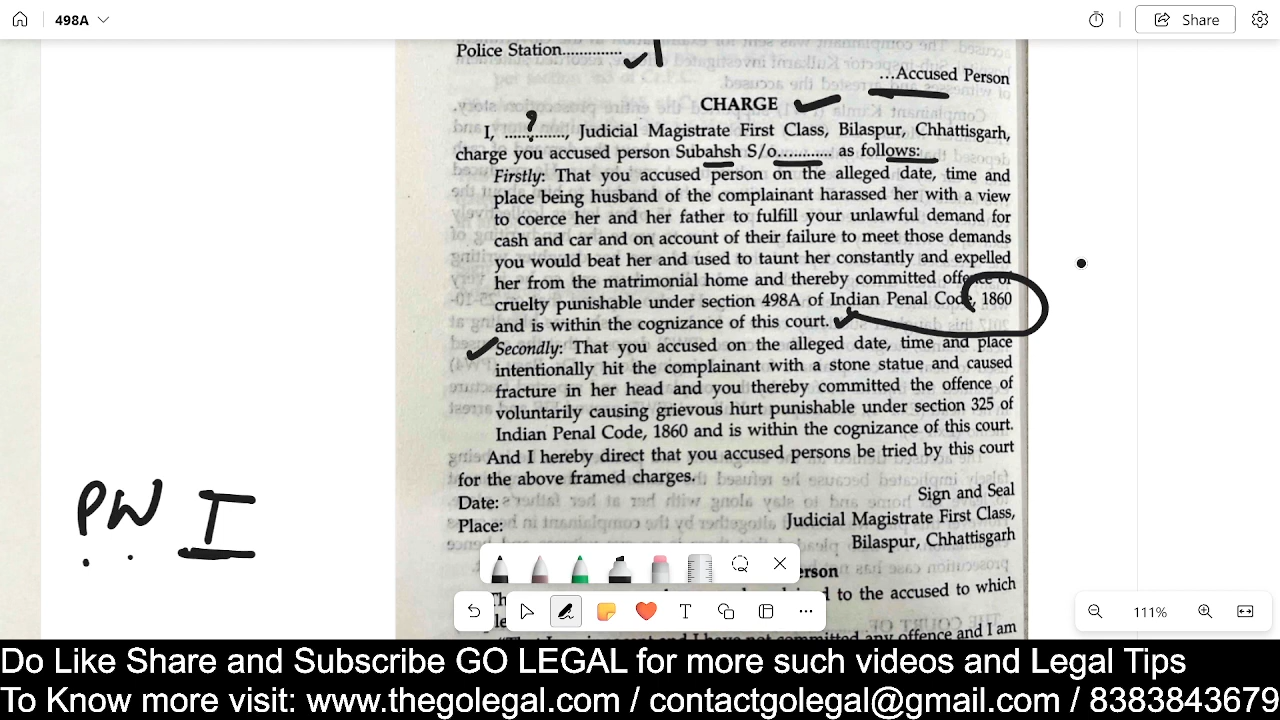 498A
Share
Police Station..............
...Accused Person
CHARGE
?
I, ................, Judicial Magistrate First Class, Bilaspur, Chhattisgarh,
charge you accused person Subahsh S/o............ as follows:
Firstly: That you accused person on the alleged date, time and
place being husband of the complainant harassed her with a view
to coerce her and her father to fulfill your unlawful demand for
cash and car and on account of their failure to meet those demands
you would beat her and used to taunt her constantly and expelled
her from the matrimonial home and thereby committed offence of
cruelty punishable under section 498A of Indian Penal Code, 1860
and is within the cognizance of this court.
Secondly: That you accused on the alleged date, time and place
intentionally hit the complainant with a stone statue and caused
fracture in her head and you thereby committed the offence of
voluntarily causing grievous hurt punishable under section 325 of
Indian Penal Code, 1860 and is within the cognizance of this court.
And I hereby direct that you accused persons be tried by this court
for the above framed charges.
Date:
Sign and Seal
Place:
Judicial Magistrate First Class,
Bilaspur, Chhattisgarh
PW I
to the accused to which
any offence and I am
111%
Do Like Share and Subscribe GO LEGAL for more such videos and Legal Tips
To Know more visit: www.thegolegal.com / contactgolegal@gmail.com / 8383843679